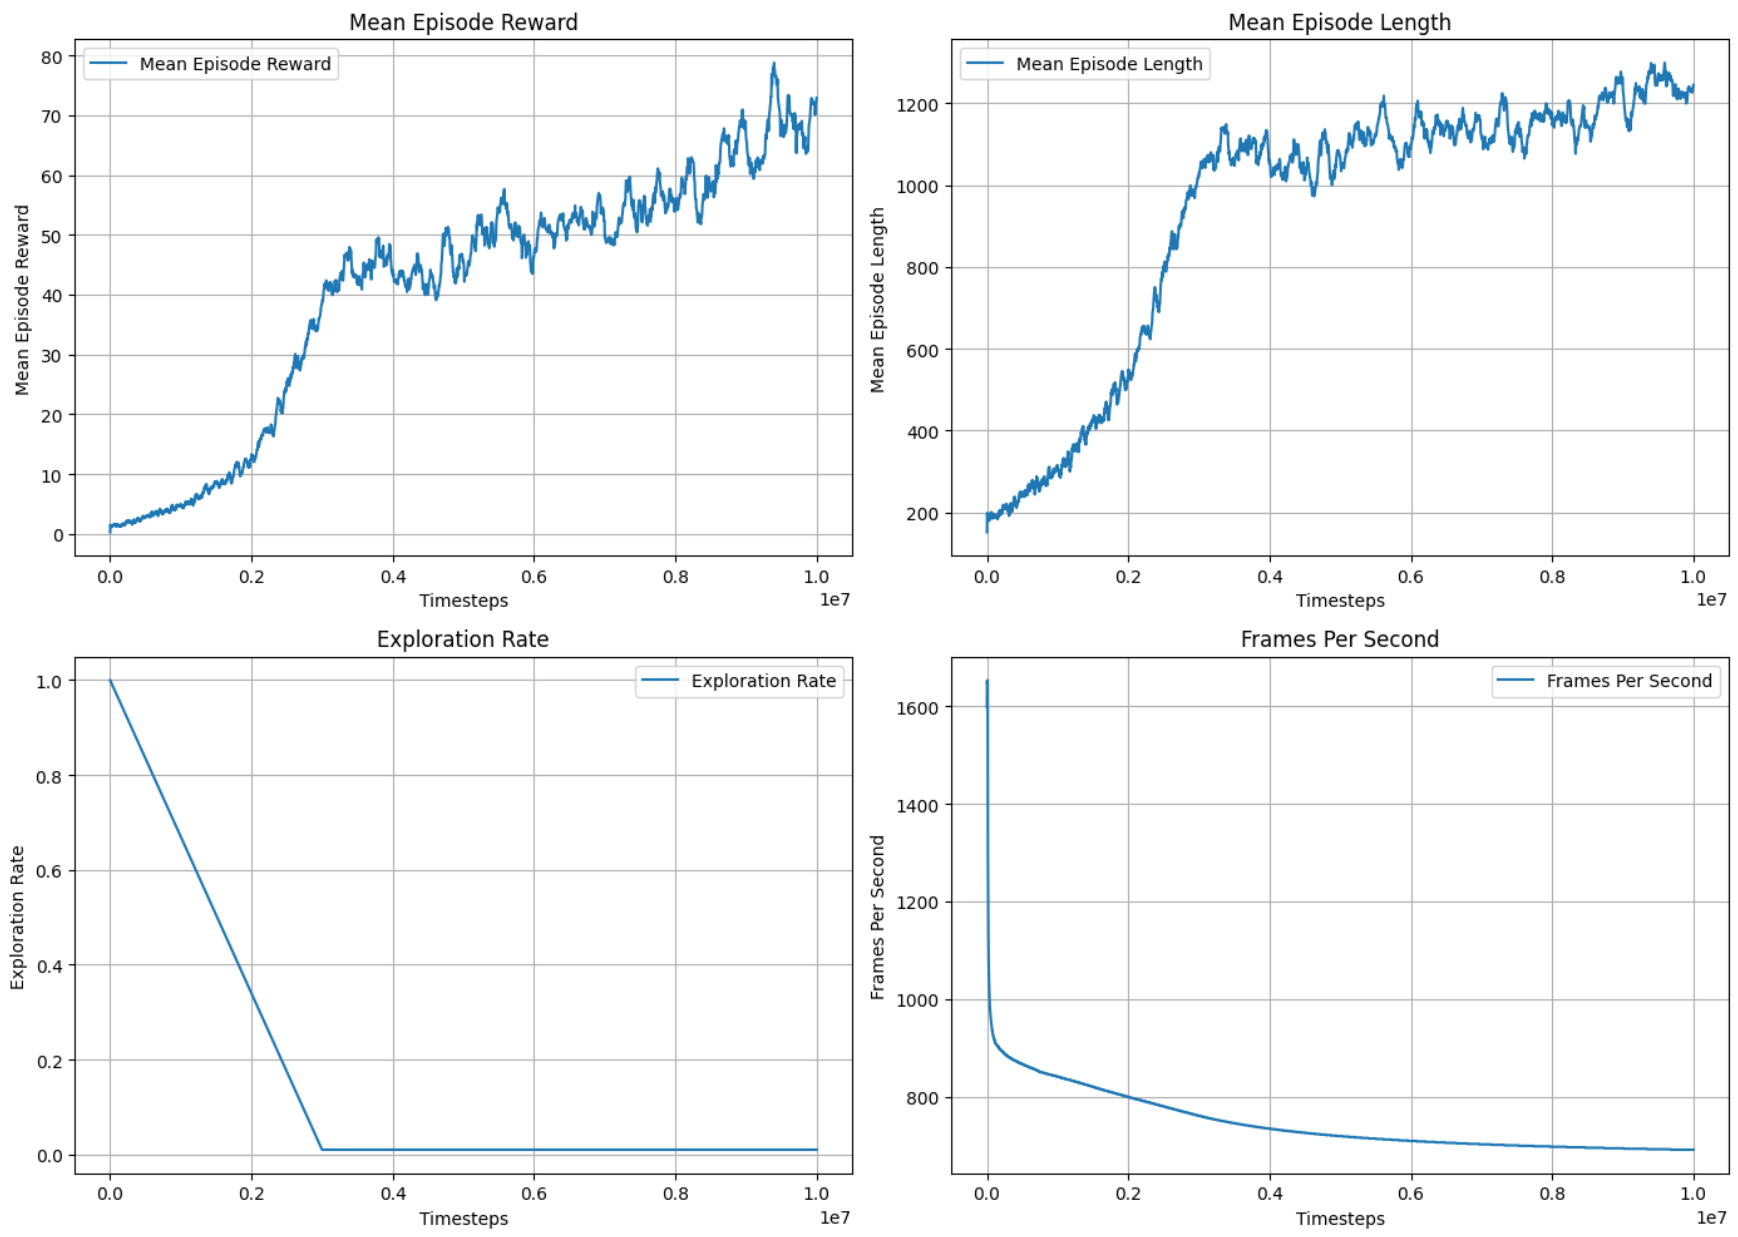 Mean Episode Reward
Mean Episode Reward
Mean Episode Reward
80
70
60
50
40
30
20
10
0
0.0 0.2 0.4 0.6 0.8 1.0
1e7
Timesteps
Mean Episode Length
Mean Episode Length
Mean Episode Length
1200
1000
800
600
400
200
0.0 0.2 0.4 0.6 0.8 1.0
1e7
Timesteps
Exploration Rate
Exploration Rate
Exploration Rate
1.0
0.8
0.6
0.4
0.2
0.0
0.0 0.2 0.4 0.6 0.8 1.0
1e7
Timesteps
Frames Per Second
Frames Per Second
Frames Per Second
1600
1400
1200
1000
800
0.0 0.2 0.4 0.6 0.8 1.0
1e7
Timesteps